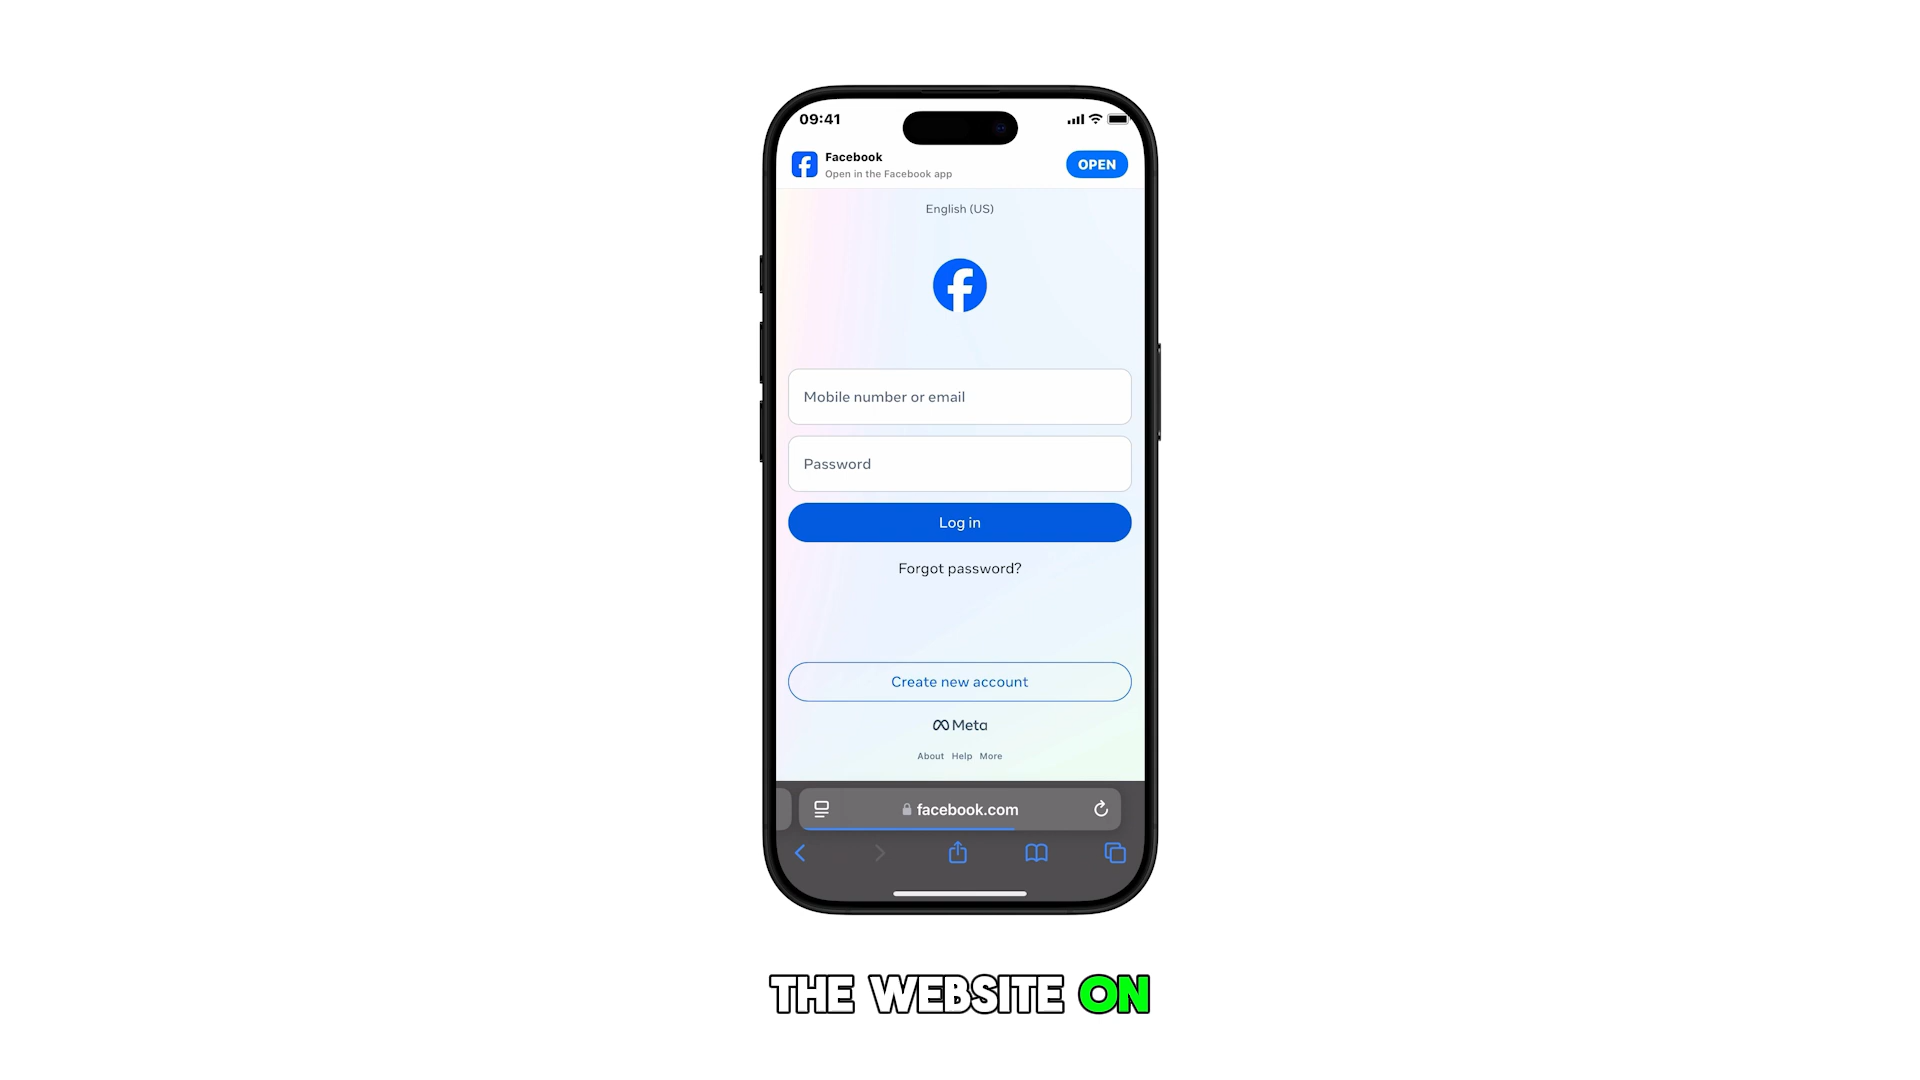 09:41
Facebook
Open in the Facebook app
OPEN
English (US)
Mobile number or email
Password
Log in
Forgot password?
Create new account
Meta
About Help More
facebook.com
THE WEBSITE ON